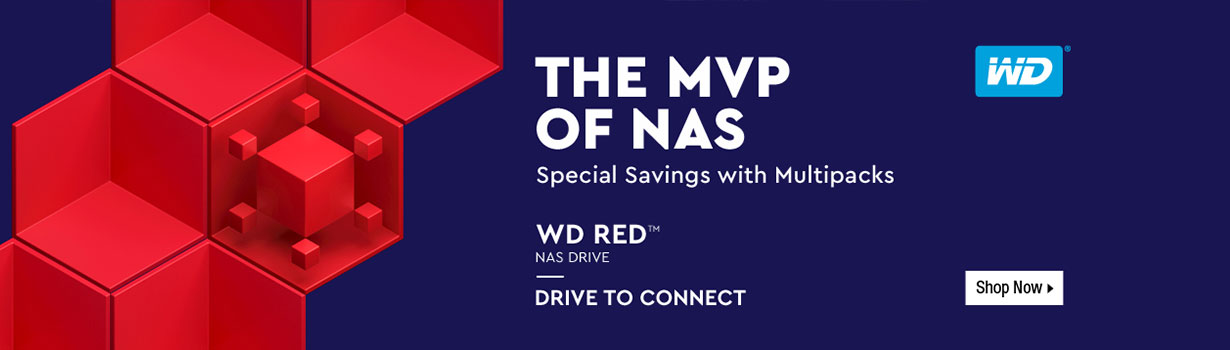 THE MVP
OF NAS
Special Savings with Multipacks
WD RED™
NAS DRIVE
DRIVE TO CONNECT
WD®
Shop Now